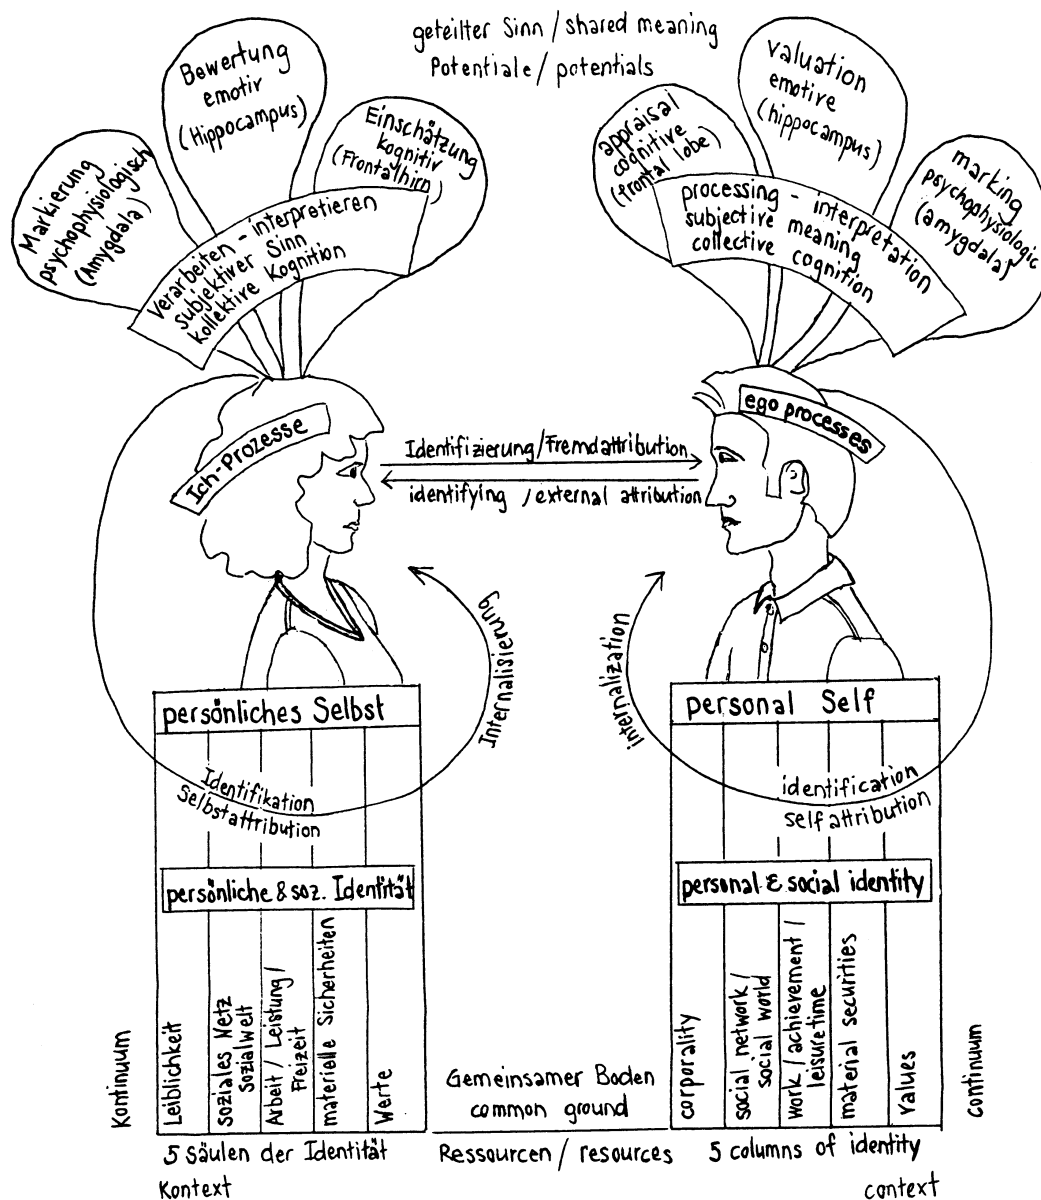 geteilter Sinn / shared meaning
Potentiale / potentials
Markierung
psychophysiologisch
(Amygdala)
Bewertung
emotiv
(Hippocampus)
Einschätzung
kognitiv
(Frontalhirn)
Verarbeiten - interpretieren
subjektiver Sinn
kollektive Kognition
appraisal
cognitive
(frontal lobe)
valuation
emotive
(hippocampus)
marking
psychophysiologic
(amygdala)
processing - interpretation
subjective meaning
collective cognition
Ich-Prozesse
ego processes
Identifizierung/Fremdattribution
identifying / external attribution
Internalisierung
internalization
persönliches Selbst
Identifikation
Selbstattribution
persönliche & soz. Identität
Kontinuum
Leiblichkeit
soziales Netz
Sozialwelt
Arbeit / Leistung /
Freizeit
materielle Sicherheiten
Werte
5 Säulen der Identität
Kontext
Gemeinsamer Boden
common ground
Ressourcen / resources
personal Self
identification
self attribution
personal & social identity
corporality
social network /
social world
work / achievement /
leisuretime
material securities
values
continuum
5 columns of identity
context